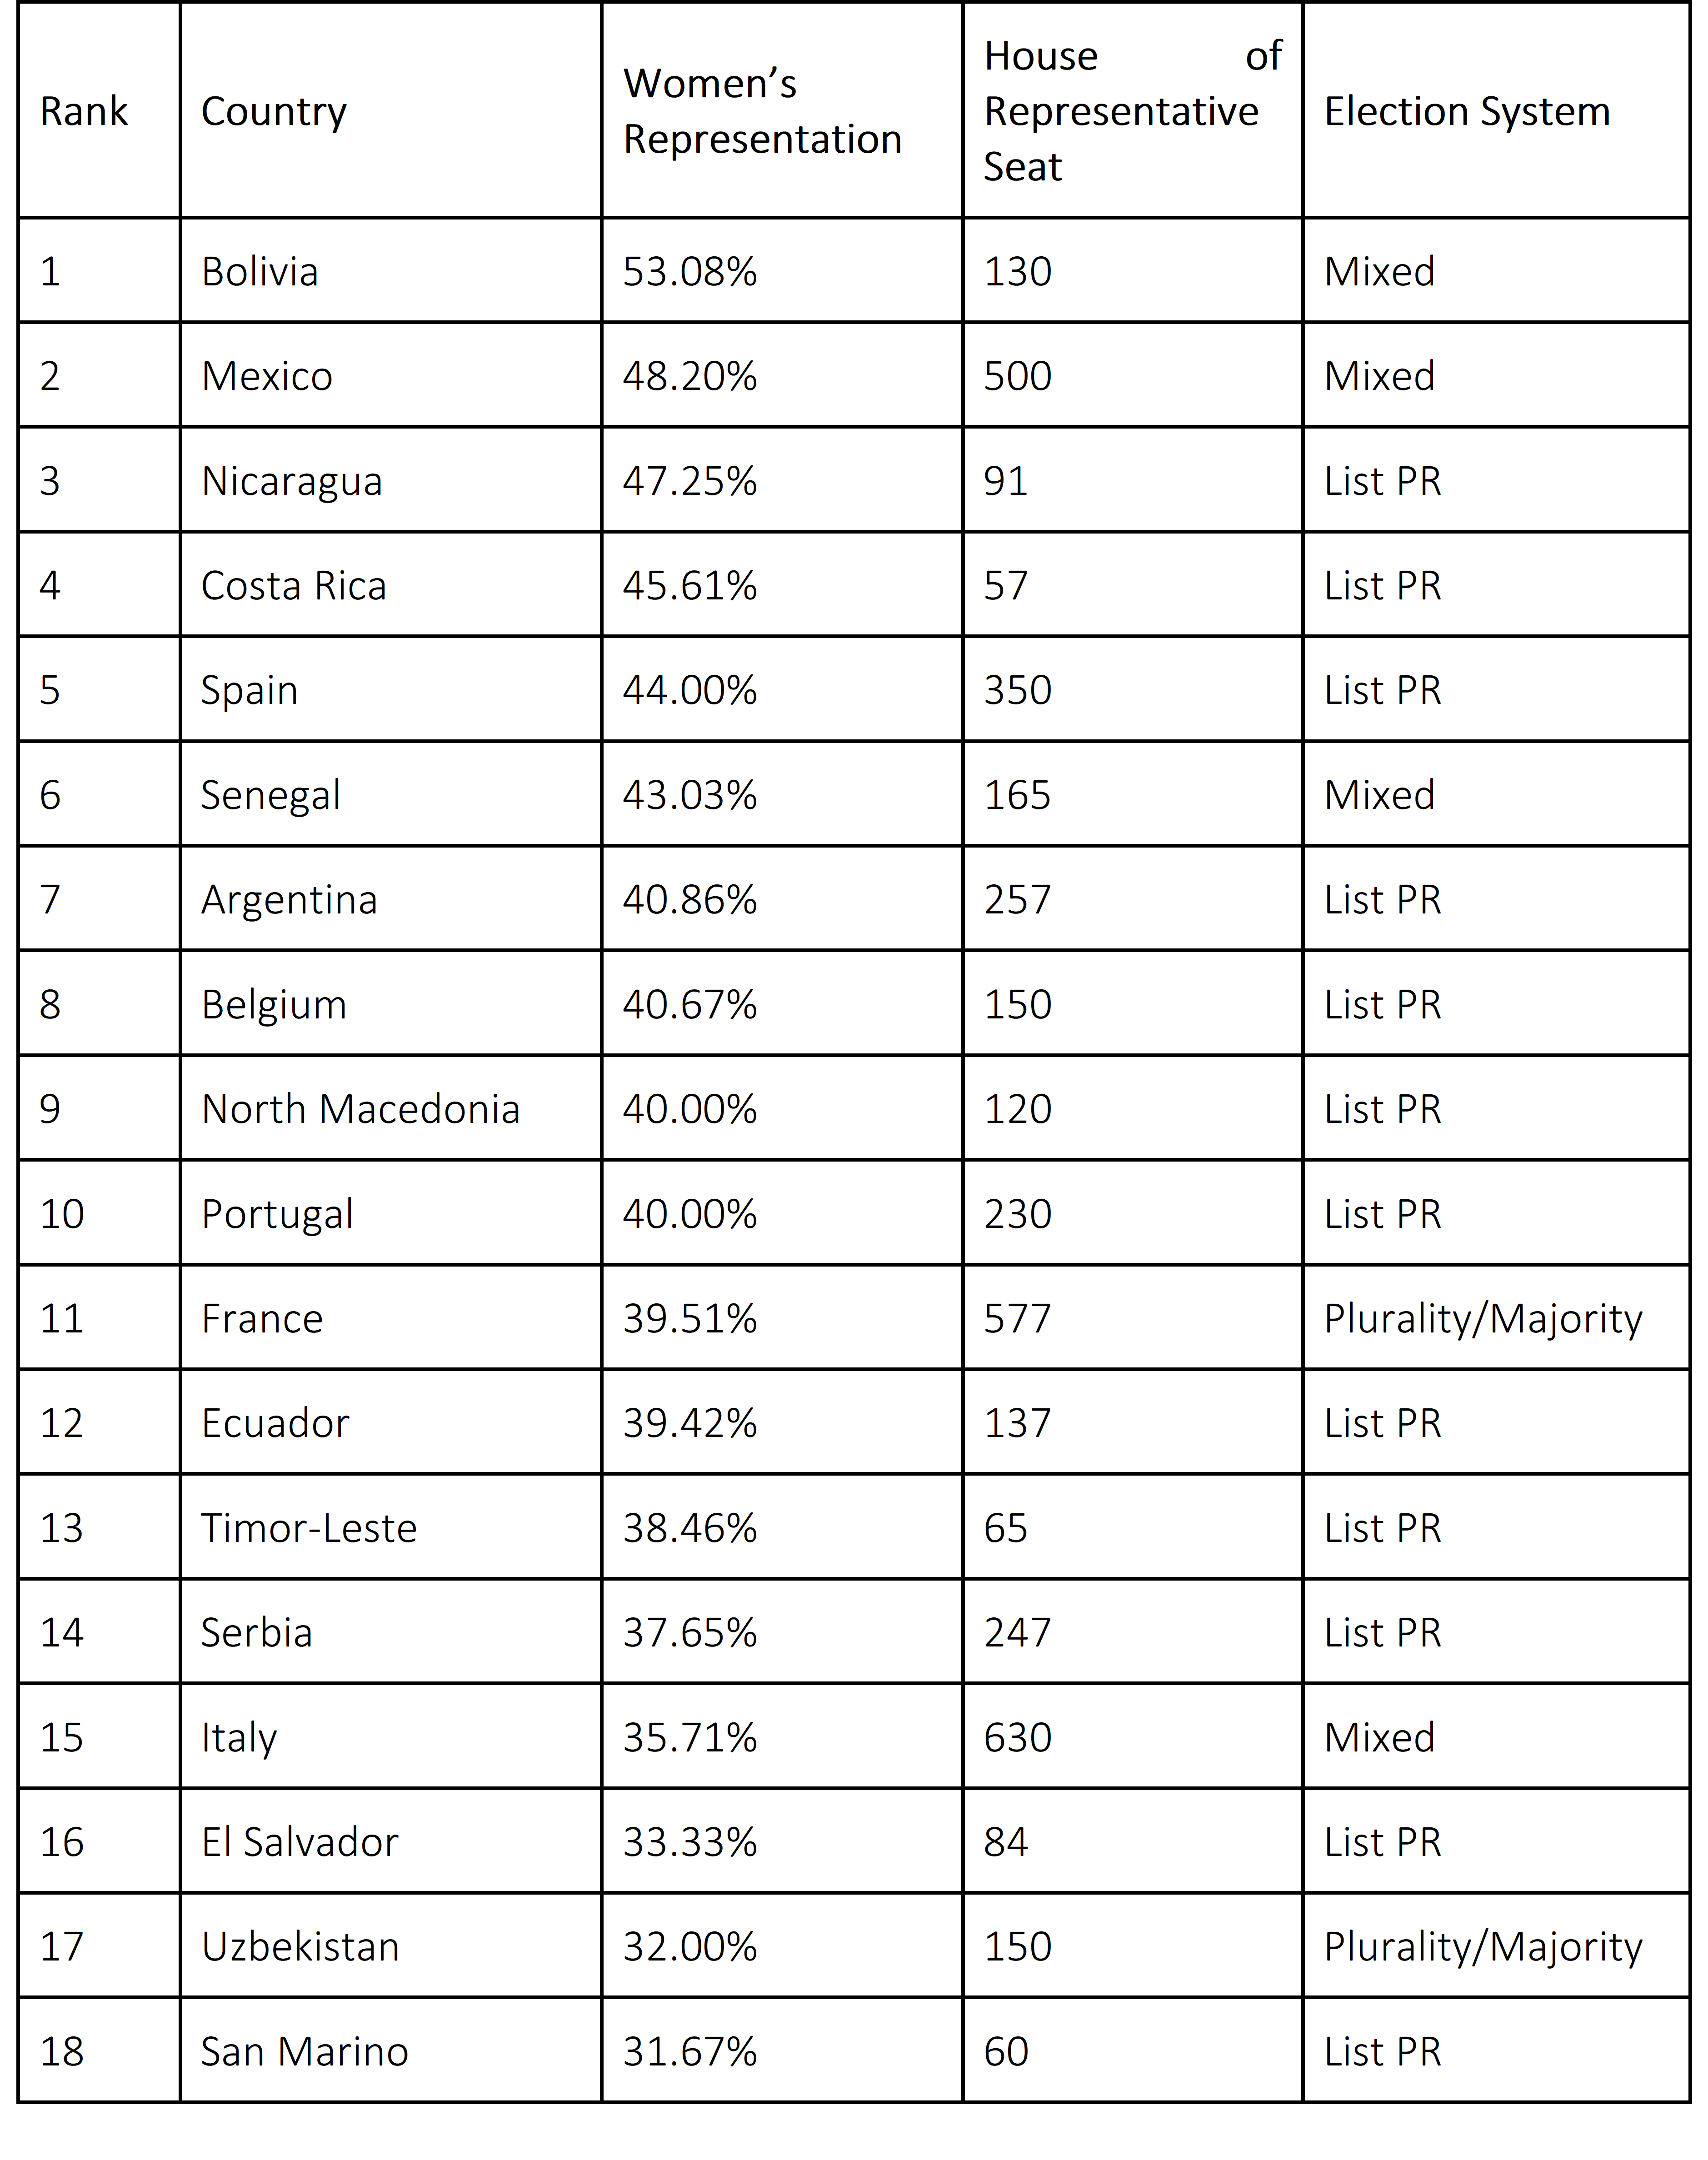 Rank Country Women’s Representation House of Representative Seat Election System
1 Bolivia 53.08% 130 Mixed
2 Mexico 48.20% 500 Mixed
3 Nicaragua 47.25% 91 List PR
4 Costa Rica 45.61% 57 List PR
5 Spain 44.00% 350 List PR
6 Senegal 43.03% 165 Mixed
7 Argentina 40.86% 257 List PR
8 Belgium 40.67% 150 List PR
9 North Macedonia 40.00% 120 List PR
10 Portugal 40.00% 230 List PR
11 France 39.51% 577 Plurality/Majority
12 Ecuador 39.42% 137 List PR
13 Timor-Leste 38.46% 65 List PR
14 Serbia 37.65% 247 List PR
15 Italy 35.71% 630 Mixed
16 El Salvador 33.33% 84 List PR
17 Uzbekistan 32.00% 150 Plurality/Majority
18 San Marino 31.67% 60 List PR